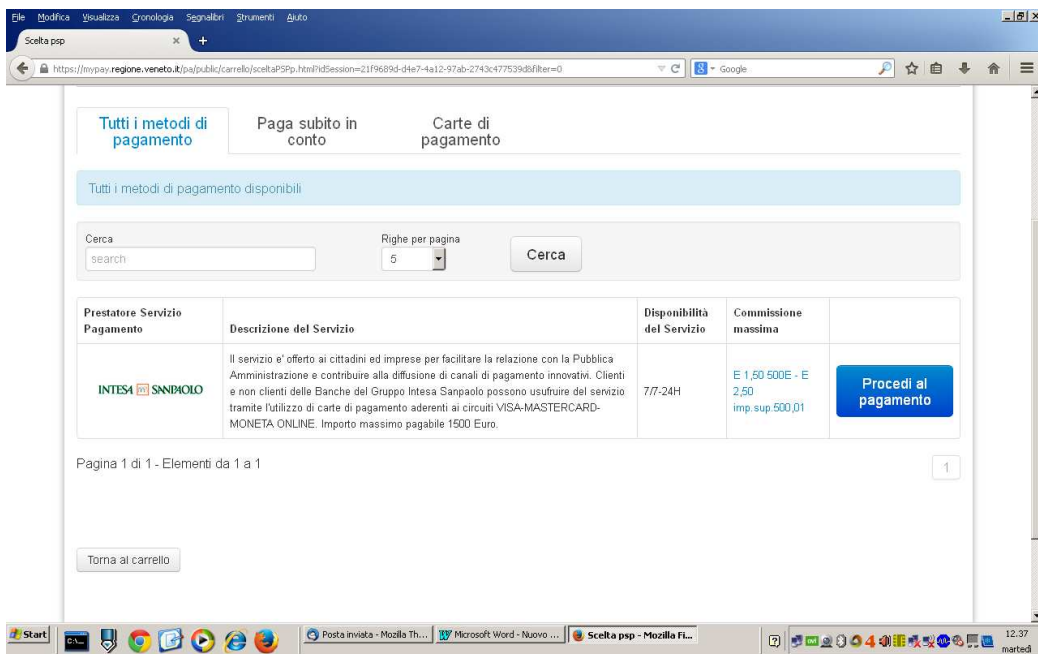 File Modifica Visualizza Cronologia Segnalibri Strumenti Aiuto
Scelta psp
https://mypay.regione.veneto.it/pa/public/carrello/sceltaPSPp.html?idSession=21f9689d-d4e7-4a12-97ab-2743c477539d&filter=0
Google
Tutti i metodi di
pagamento
Paga subito in
conto
Carte di
pagamento
Tutti i metodi di pagamento disponibili
Cerca
search
Righe per pagina
5
Cerca
Prestatore Servizio
Pagamento
Descrizione del Servizio
Disponibilità
del Servizio
Commissione
massima
INTESA SANPAOLO
Il servizio e' offerto ai cittadini ed imprese per facilitare la relazione con la Pubblica
Amministrazione e contribuire alla diffusione di canali di pagamento innovativi. Clienti
e non clienti delle Banche del Gruppo Intesa Sanpaolo possono usufruire del servizio
tramite l'utilizzo di carte di pagamento aderenti ai circuiti VISA-MASTERCARD-
MONETA ONLINE. Importo massimo pagabile 1500 Euro.
7/7-24H
E 1,50 500E - E
2,50
imp.sup.500,01
Procedi al
pagamento
Pagina 1 di 1 - Elementi da 1 a 1
1
Torna al carrello
Start
Posta inviata - Mozilla Th...
Microsoft Word - Nuovo ...
Scelta psp - Mozilla Fi...
12.37
martedì